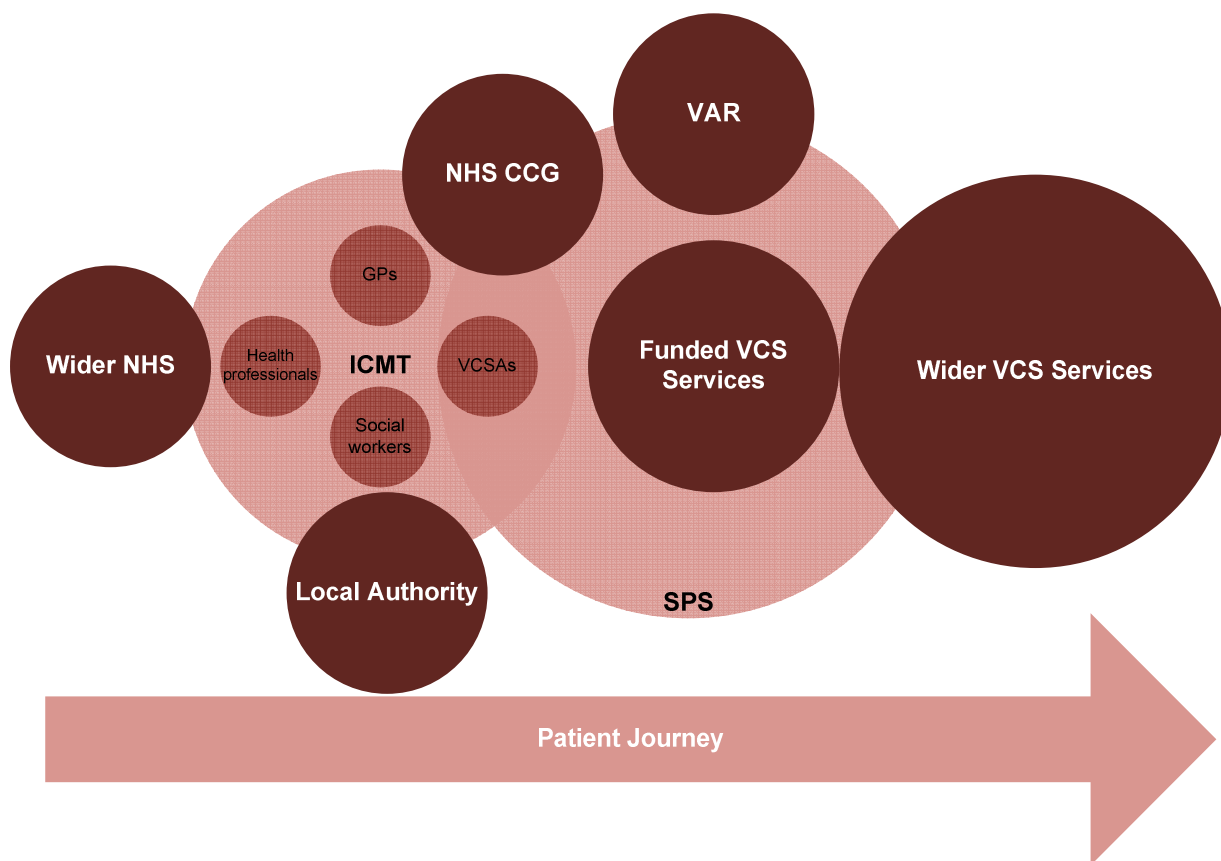 VAR
NHS CCG
GPs
Wider NHS
Health
professionals
ICMT
VCSAs
Funded VCS
Services
Wider VCS Services
Social
workers
Local Authority
SPS
Patient Journey